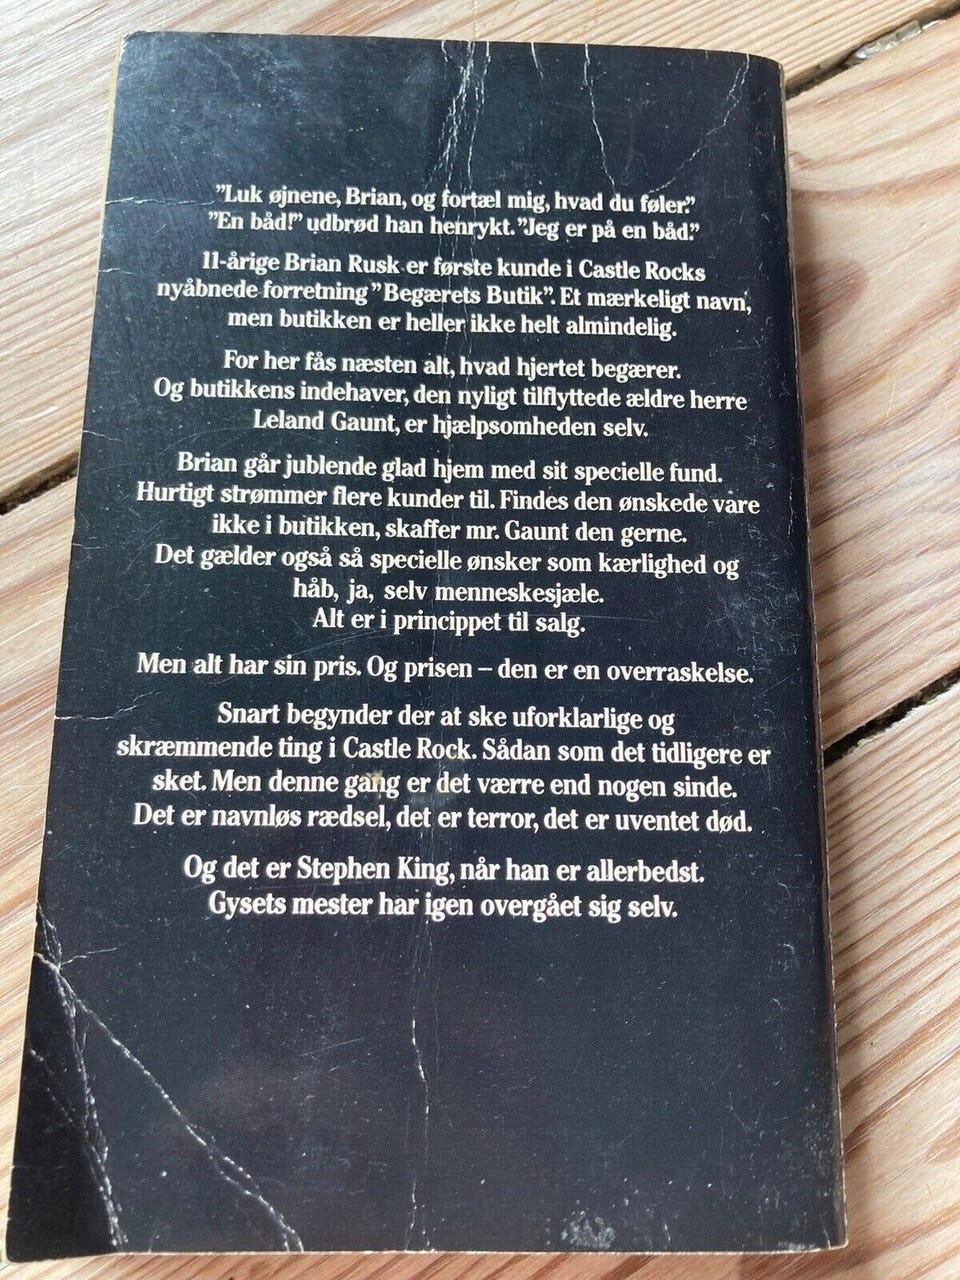 ”Luk øjnene, Brian, og fortæl mig, hvad du føler.”
”En båd!” udbrød han henrykt. ”Jeg er på en båd.”
11-årige Brian Rusk er første kunde i Castle Rocks
nyåbnede forretning ”Begærets Butik”. Et mærkeligt navn,
men butikken er heller ikke helt almindelig.
For her fås næsten alt, hvad hjertet begærer.
Og butikkens indehaver, den nyligt tilflyttede ældre herre
Leland Gaunt, er hjælpsomheden selv.
Brian går jublende glad hjem med sit specielle fund.
Hurtigt strømmer flere kunder til. Findes den ønskede vare
ikke i butikken, skaffer mr. Gaunt den gerne.
Det gælder også så specielle ønsker som kærlighed og
håb, ja, selv menneskesjæle.
Alt er i princippet til salg.
Men alt har sin pris. Og prisen – den er en overraskelse.
Snart begynder der at ske uforklarlige og
skræmmende ting i Castle Rock. Sådan som det tidligere er
sket. Men denne gang er det værre end nogen sinde.
Det er navnløs rædsel, det er terror, det er uventet død.
Og det er Stephen King, når han er allerbedst.
Gysets mester har igen overgået sig selv.